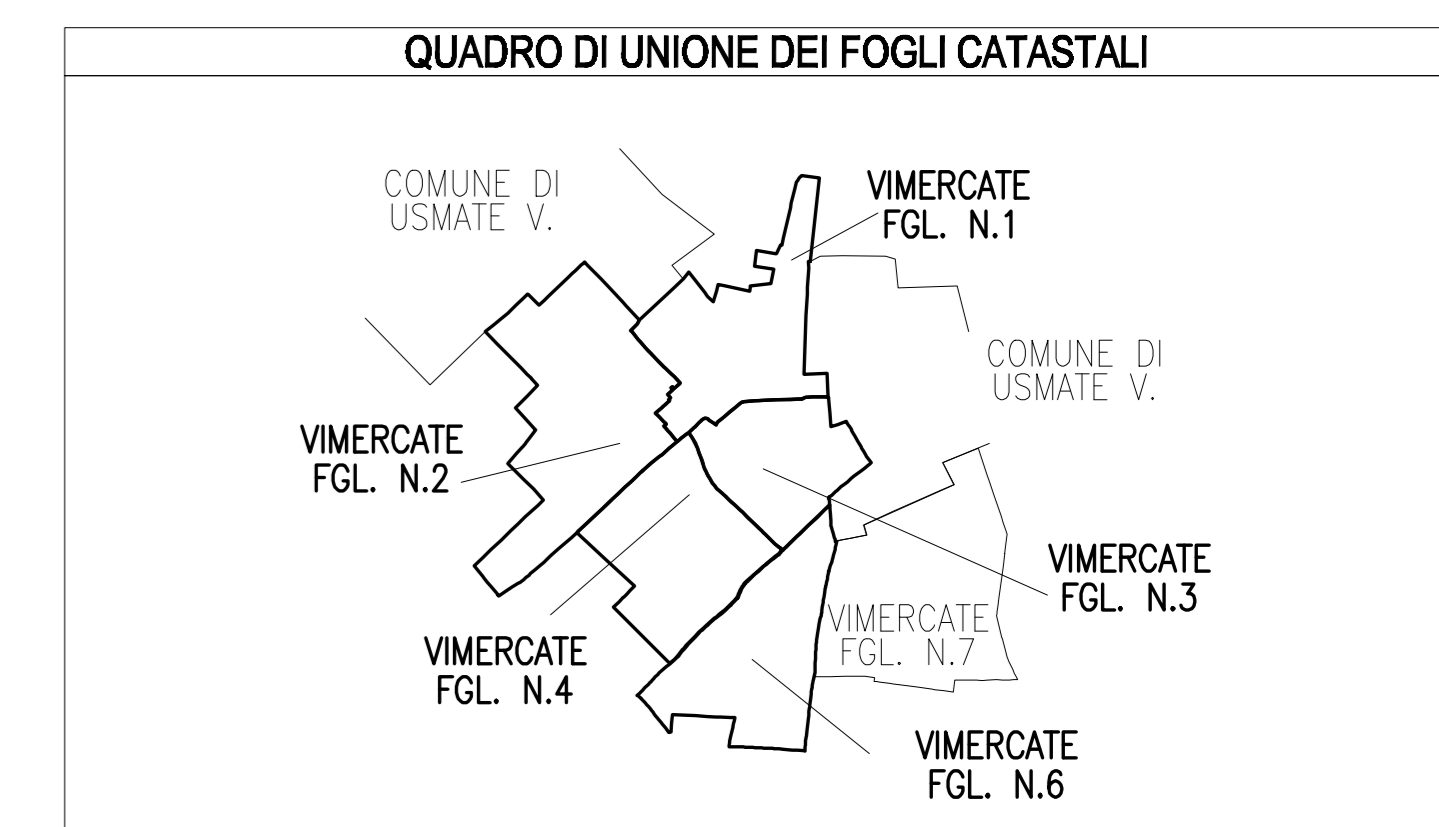 QUADRO DI UNIONE DEI FOGLI CATASTALI
COMUNE DI
USMATE V.
VIMERCATE
FGL. N.1
COMUNE DI
USMATE V.
VIMERCATE
FGL. N.2
VIMERCATE
FGL. N.3
VIMERCATE
FGL. N.7
VIMERCATE
FGL. N.4
VIMERCATE
FGL. N.6